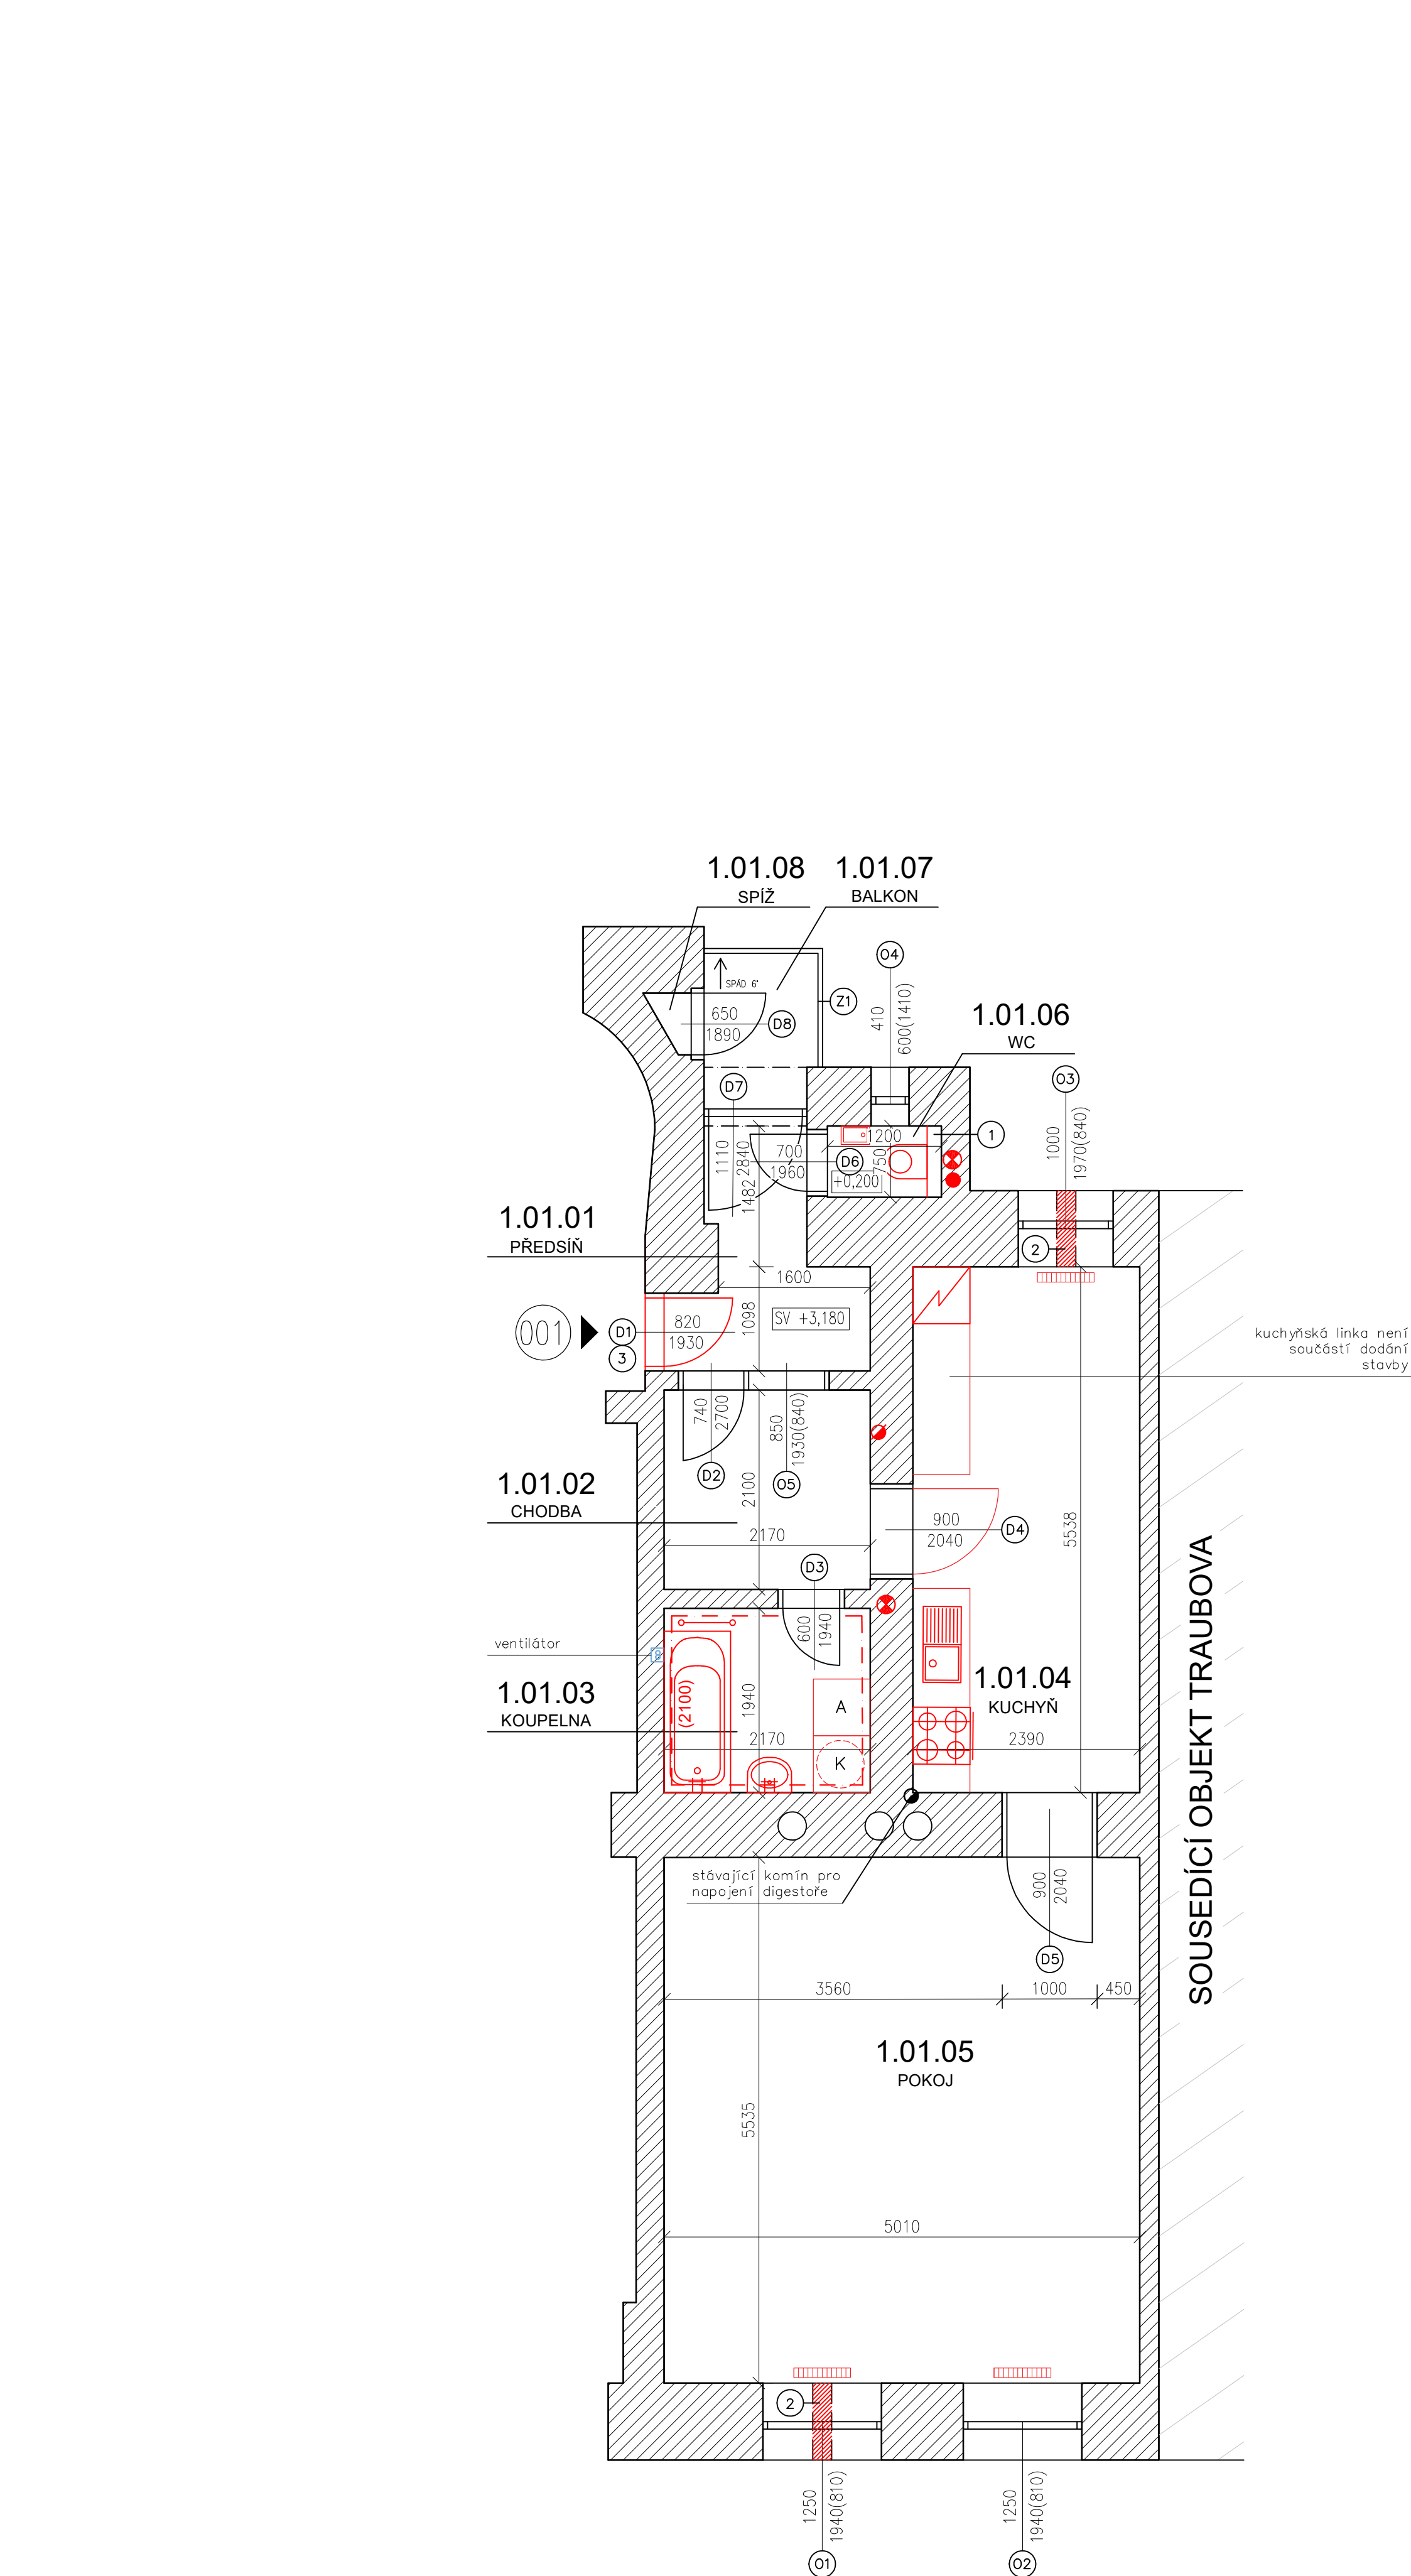 1.01.08
SPÍŽ
1.01.07
BALKON
O4
410
600(1410)
SPÁD 6°
Z1
650
1890
D8
1.01.06
WC
O3
1000
1970(840)
D7
1110
2840
1482
700
1960
D6
1200
750
+0,200
1
2
1.01.01
PŘEDSÍŇ
1600
1098
SV +3,180
001
D1
3
820
1930
kuchyňská linka není
součástí dodání
stavby
740
2700
D2
850
1930(840)
O5
1.01.02
CHODBA
2100
2170
900
2040
D4
5538
D3
600
1940
ventilátor
1.01.03
KOUPELNA
(2100)
1940
2170
A
K
1.01.04
KUCHYŇ
2390
SOUSEDÍCÍ OBJEKT TRAUBOVA
stávající komín pro
napojení digestoře
900
2040
D5
3560
1000
450
1.01.05
POKOJ
5535
5010
2
1250
1940(810)
O1
1250
1940(810)
O2